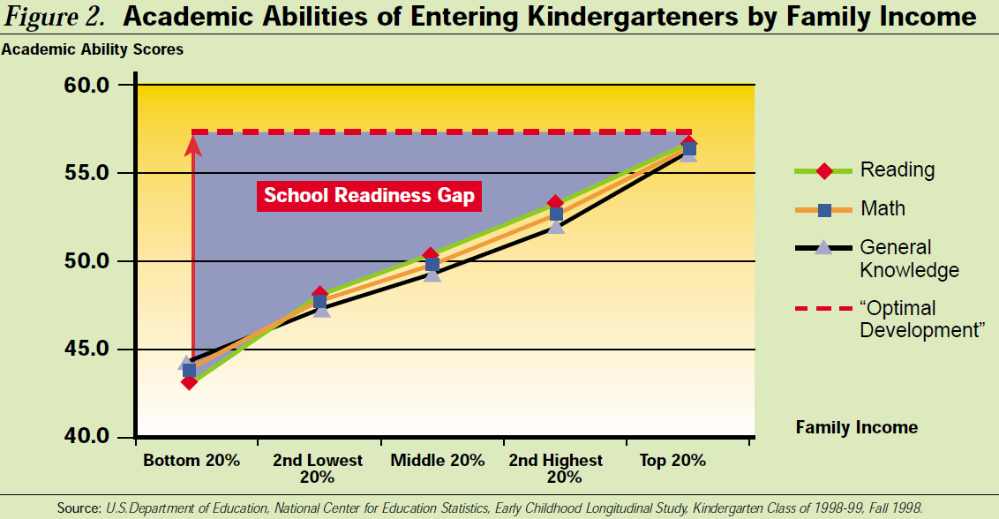 Figure 2. Academic Abilities of Entering Kindergarteners by Family Income
Academic Ability Scores
60.0
55.0
50.0
45.0
40.0
School Readiness Gap
Reading
Math
General
Knowledge
“Optimal
Development”
Family Income
Bottom 20%
2nd Lowest
20%
Middle 20%
2nd Highest
20%
Top 20%
Source: U.S.Department of Education, National Center for Education Statistics, Early Childhood Longitudinal Study, Kindergarten Class of 1998-99, Fall 1998.